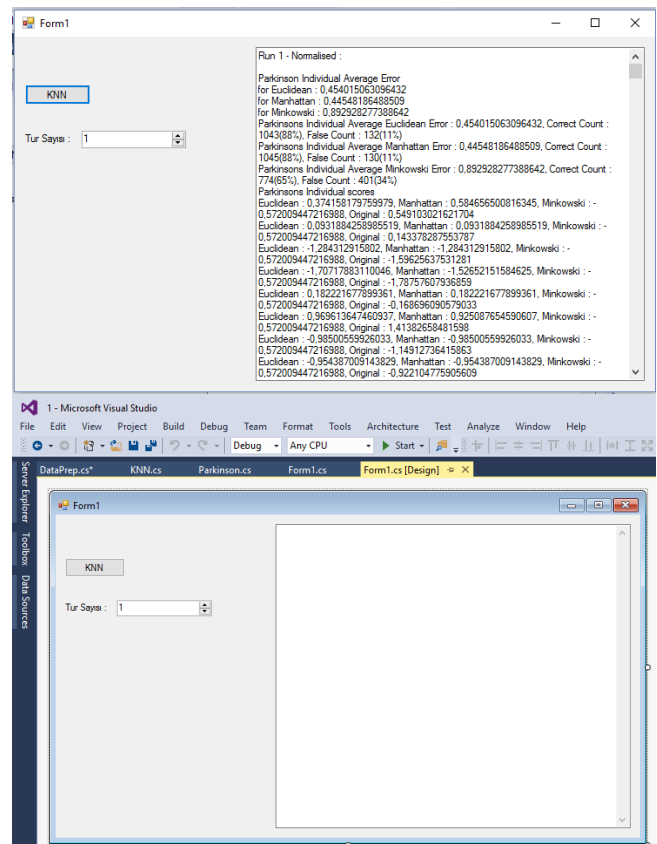 Form1
Run 1 - Normalised :
Parkinson Individual Average Error
for Euclidean : 0,454015063096432
for Manhattan : 0,44548186488509
for Minkowski : 0,892928277388642
Parkinsons Individual Average Euclidean Error : 0,454015063096432, Correct Count :
1043(88%), False Count : 132(11%)
Parkinsons Individual Average Manhattan Error : 0,44548186488509, Correct Count :
1045(88%), False Count : 130(11%)
Parkinsons Individual Average Minkowski Error : 0,892928277388642, Correct Count :
774(65%), False Count : 401(34%)
Parkinsons Individual scores
Euclidean : 0,374158179759979, Manhattan : 0,584656500816345, Minkowski : -
0,572009447216988, Original : 0,549103021621704
Euclidean : 0,0931884258985519, Manhattan : 0,0931884258985519, Minkowski : -
0,572009447216988, Original : 0,143378287553787
Euclidean : -1,284312915802, Manhattan : -1,284312915802, Minkowski : -
0,572009447216988, Original : -1,59625637531281
Euclidean : -1,70717883110046, Manhattan : -1,52652151584625, Minkowski : -
0,572009447216988, Original : -1,78757607936859
Euclidean : 0,182221677899361, Manhattan : 0,182221677899361, Minkowski : -
0,572009447216988, Original : -0,168696090579033
Euclidean : 0,969613647460937, Manhattan : 0,925087654590607, Minkowski : -
0,572009447216988, Original : 1,41382658481598
Euclidean : -0,98500559926033, Manhattan : -0,98500559926033, Minkowski : -
0,572009447216988, Original : -1,14912736415863
Euclidean : -0,954387009143829, Manhattan : -0,954387009143829, Minkowski : -
0,572009447216988, Original : -0,922104775905609
KNN
Tur Sayısı : 1
1 - Microsoft Visual Studio
File Edit View Project Build Debug Team Format Tools Architecture Test Analyze Window Help
Debug Any CPU Start
DataPrep.cs* KNN.cs Parkinson.cs Form1.cs Form1.cs [Design]
Server Explorer
Toolbox
Data Sources
Form1
KNN
Tur Sayısı : 1